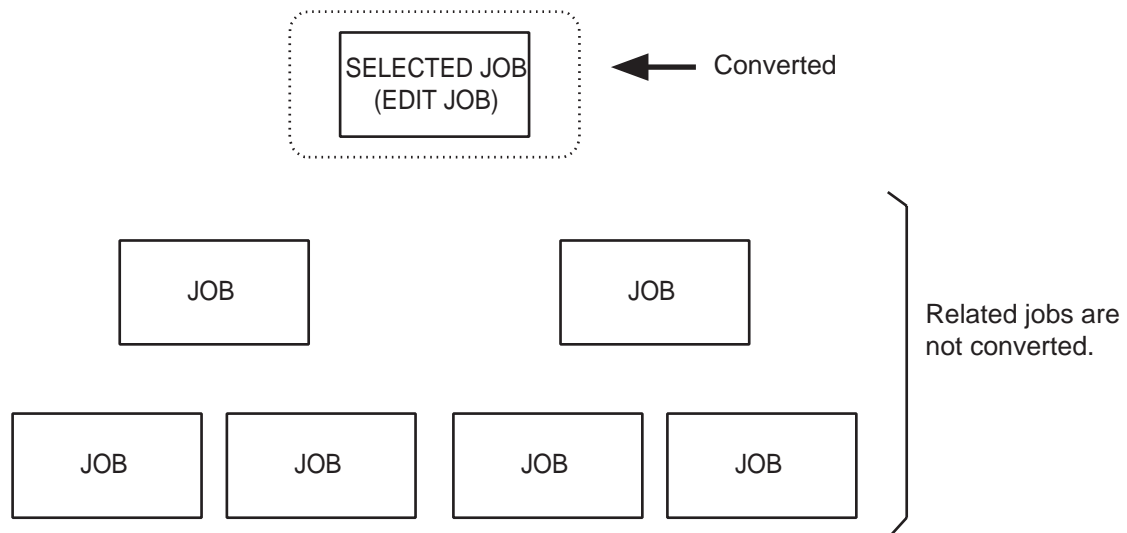 SELECTED JOB
(EDIT JOB)
Converted
JOB
JOB
Related jobs are
not converted.
JOB
JOB
JOB
JOB